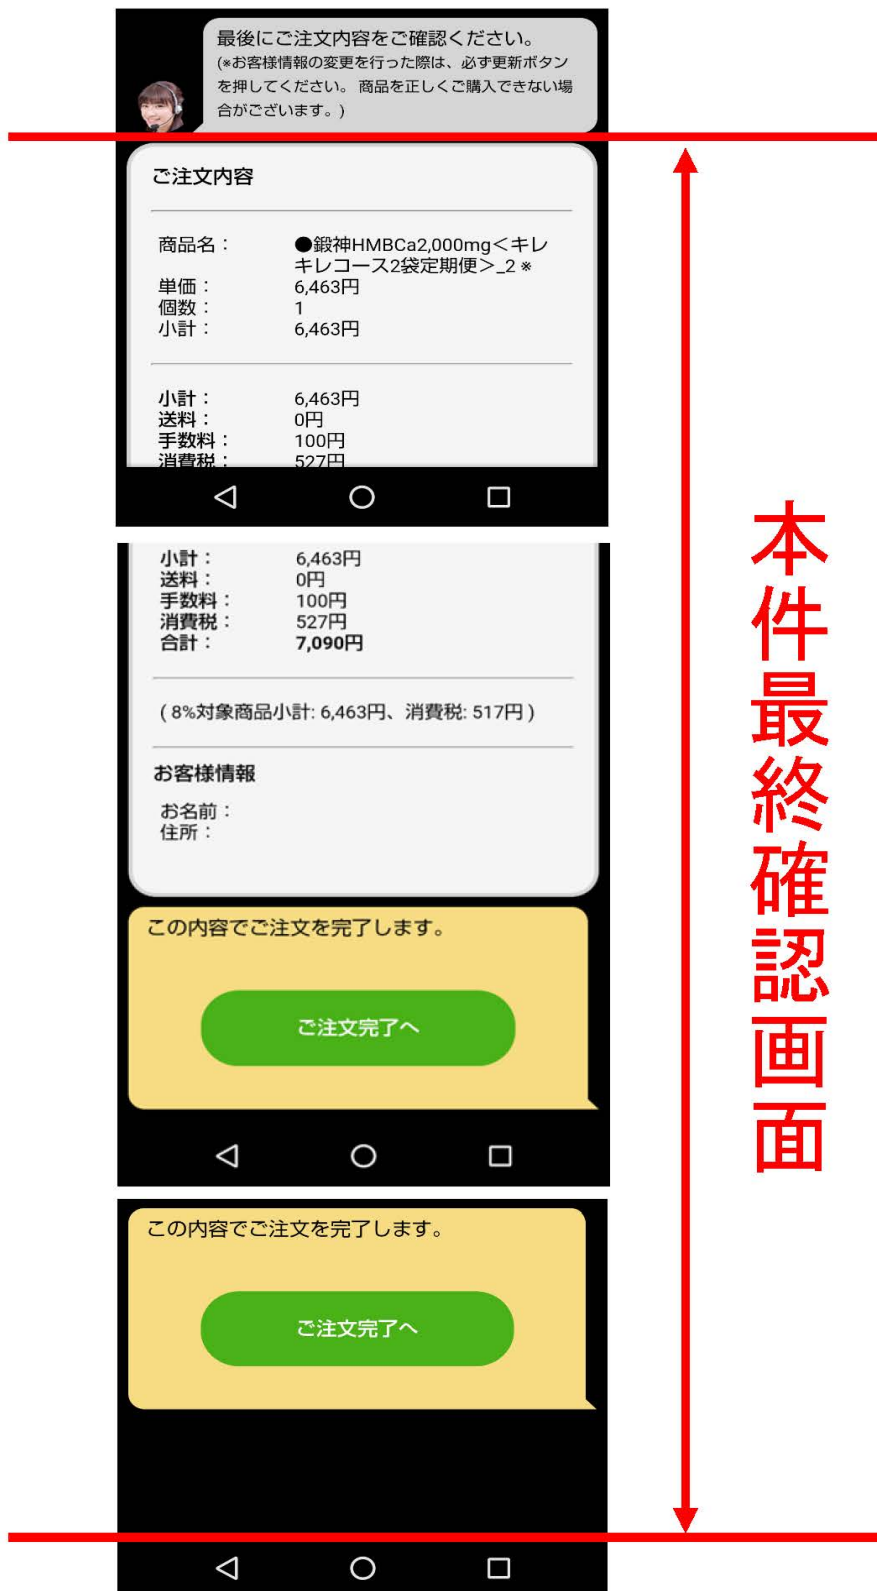 最後にご注文内容をご確認ください。
(※お客様情報の変更を行った際は、必ず更新ボタン
を押してください。 商品を正しくご購入できない場
合がございます。)
ご注文内容
商品名： ●鍛神HMBCa2,000mg＜キレ
キレコース2袋定期便＞_2 ※
単価： 6,463円
個数： 1
小計： 6,463円
小計： 6,463円
送料： 0円
手数料： 100円
消費税： 527円
小計： 6,463円
送料： 0円
手数料： 100円
消費税： 527円
合計： 7,090円
( 8%対象商品小計: 6,463円、消費税: 517円 )
お客様情報
お名前：
住所：
この内容でご注文を完了します。
ご注文完了へ
この内容でご注文を完了します。
ご注文完了へ
本件最終確認画面